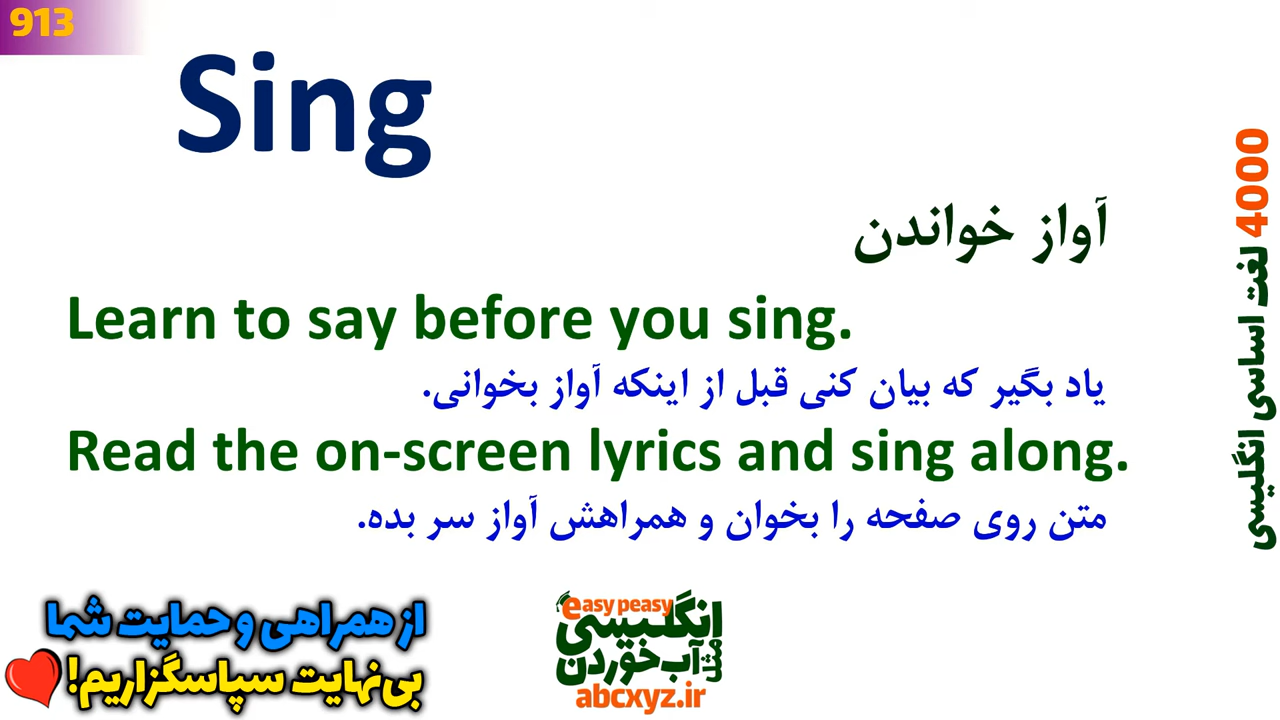 913
Sing
آواز خواندن
Learn to say before you sing.
یاد بگیر که بیان کنی قبل از اینکه آواز بخوانی.
Read the on-screen lyrics and sing along.
متن روی صفحه را بخوان و همراهش آواز سر بده.
4000 لغت اساسی انگلیسی
از همراهی و حمایت شما
بی‌نهایت سپاسگزاریم!
easy peasy
انگلیسی
مثل آب خوردن
abcxyz.ir